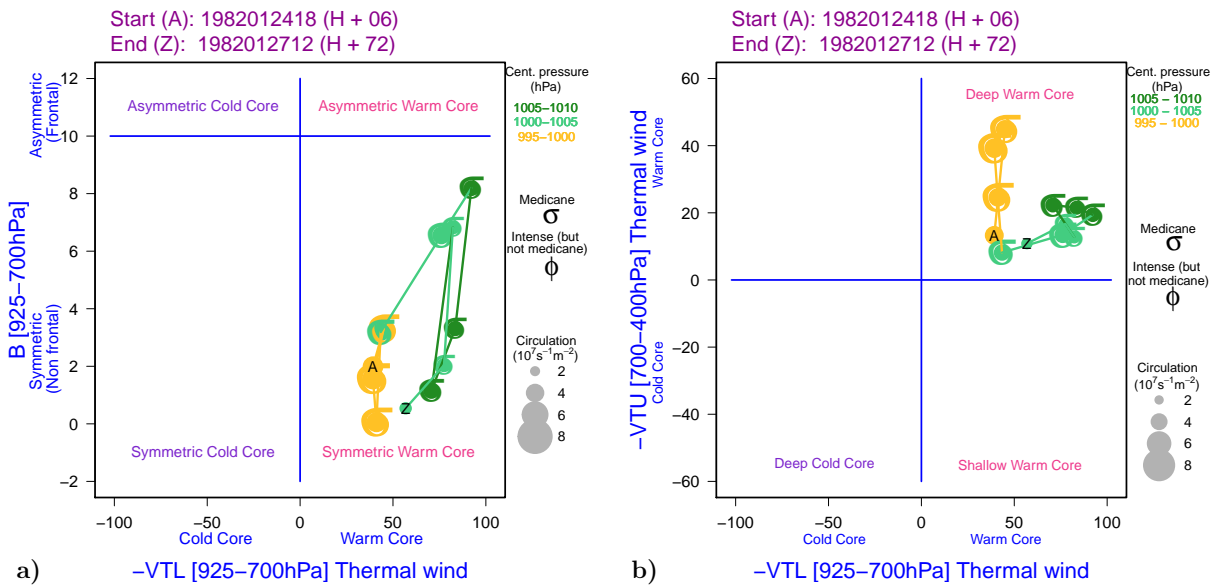 Start (A): 1982012418 (H + 06)
End (Z):  1982012712 (H + 72)
B [925−700hPa]
Symmetric
(Non frontal)
Asymmetric
(Frontal)
12
10
8
6
4
2
0
−2
Asymmetric Cold Core
Asymmetric Warm Core
Symmetric Cold Core
Symmetric Warm Core
A
Z
−100
−50
0
50
100
Cold Core
Warm Core
−VTL [925−700hPa] Thermal wind
a)
Cent. pressure
(hPa)
1005−1010
1000−1005
995−1000
Medicane
σ
Intense (but
not medicane)
ϕ
Circulation
(10⁷s⁻¹m⁻²)
2
4
6
8
Start (A): 1982012418 (H + 06)
End (Z):  1982012712 (H + 72)
−VTU [700−400hPa] Thermal wind
Cold Core
Warm Core
60
40
20
0
−20
−40
−60
Deep Warm Core
Deep Cold Core
Shallow Warm Core
A
Z
−100
−50
0
50
100
Cold Core
Warm Core
−VTL [925−700hPa] Thermal wind
b)
Cent. pressure
(hPa)
1005 − 1010
1000 − 1005
995 − 1000
Medicane
σ
Intense (but
not medicane)
ϕ
Circulation
(10⁷s⁻¹m⁻²)
2
4
6
8